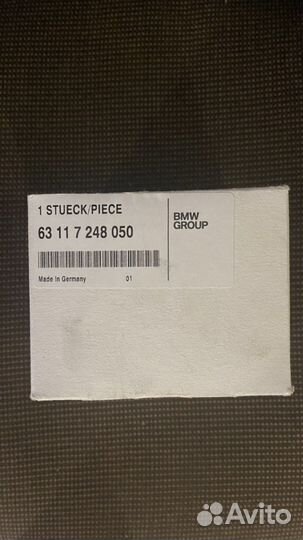 1 STUECK/PIECE
63 11 7 248 050
Made in Germany 01
BMW
GROUP
Avito